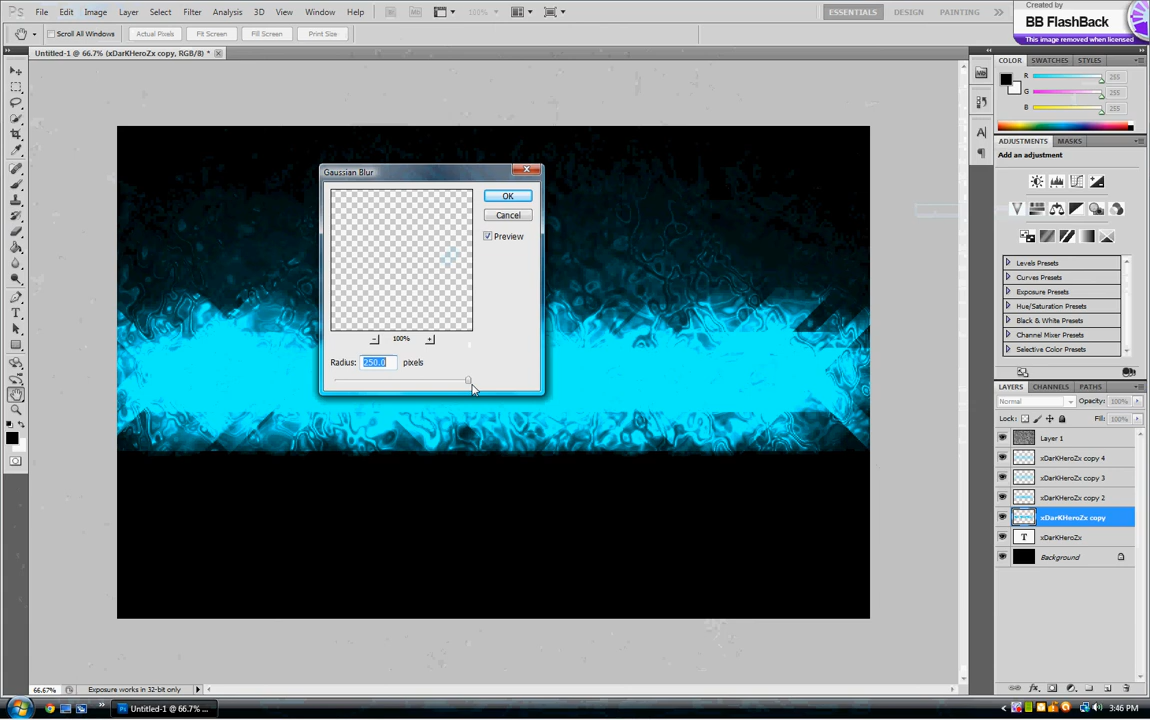 Ps File Edit Image Layer Select Filter Analysis 3D View Window Help 100% ESSENTIALS DESIGN PAINTING
Created by
BB FlashBack
This image removed when licensed
Scroll All Windows Actual Pixels Fit Screen Fill Screen Print Size
Untitled-1 @ 66.7% (xDarKHeroZx copy, RGB/8) *
COLOR SWATCHES STYLES
R 255
G 255
B 255
ADJUSTMENTS MASKS
Add an adjustment
Gaussian Blur
OK
Cancel
Preview
100%
Radius: 250.0 pixels
Levels Presets
Curves Presets
Exposure Presets
Hue/Saturation Presets
Black & White Presets
Channel Mixer Presets
Selective Color Presets
LAYERS CHANNELS PATHS
Normal Opacity: 100%
Lock: Fill: 100%
Layer 1
xDarKHeroZx copy 4
xDarKHeroZx copy 3
xDarKHeroZx copy 2
xDarKHeroZx copy
T xDarKHeroZx
Background
66.67% Exposure works in 32-bit only
Untitled-1 @ 66.7% ...
3:46 PM